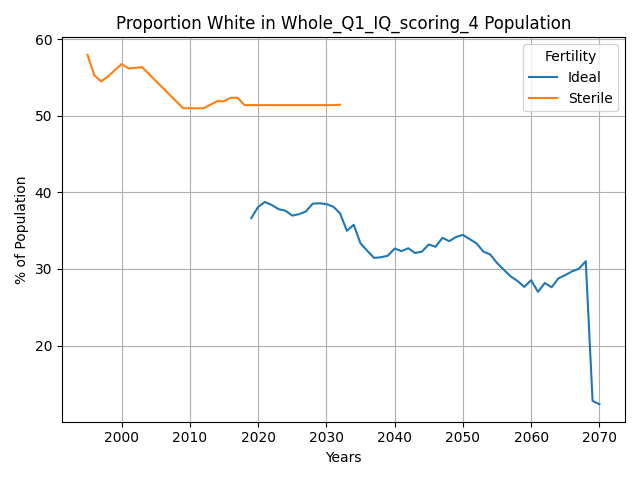 Proportion White in Whole_Q1_IQ_scoring_4 Population
Fertility
Ideal
Sterile
% of Population
60
50
40
30
20
2000 2010 2020 2030 2040 2050 2060 2070
Years